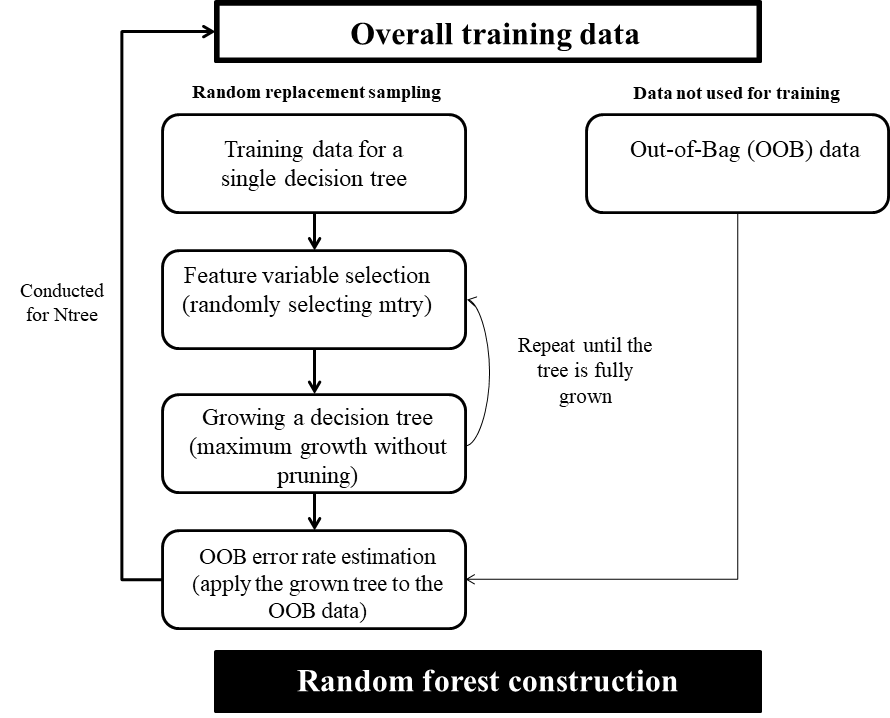 Overall training data
Random replacement sampling
Data not used for training
Training data for a
single decision tree
Out-of-Bag (OOB) data
Feature variable selection
(randomly selecting mtry)
Conducted
for Ntree
Repeat until the
tree is fully
grown
Growing a decision tree
(maximum growth without
pruning)
OOB error rate estimation
(apply the grown tree to the
OOB data)
Random forest construction